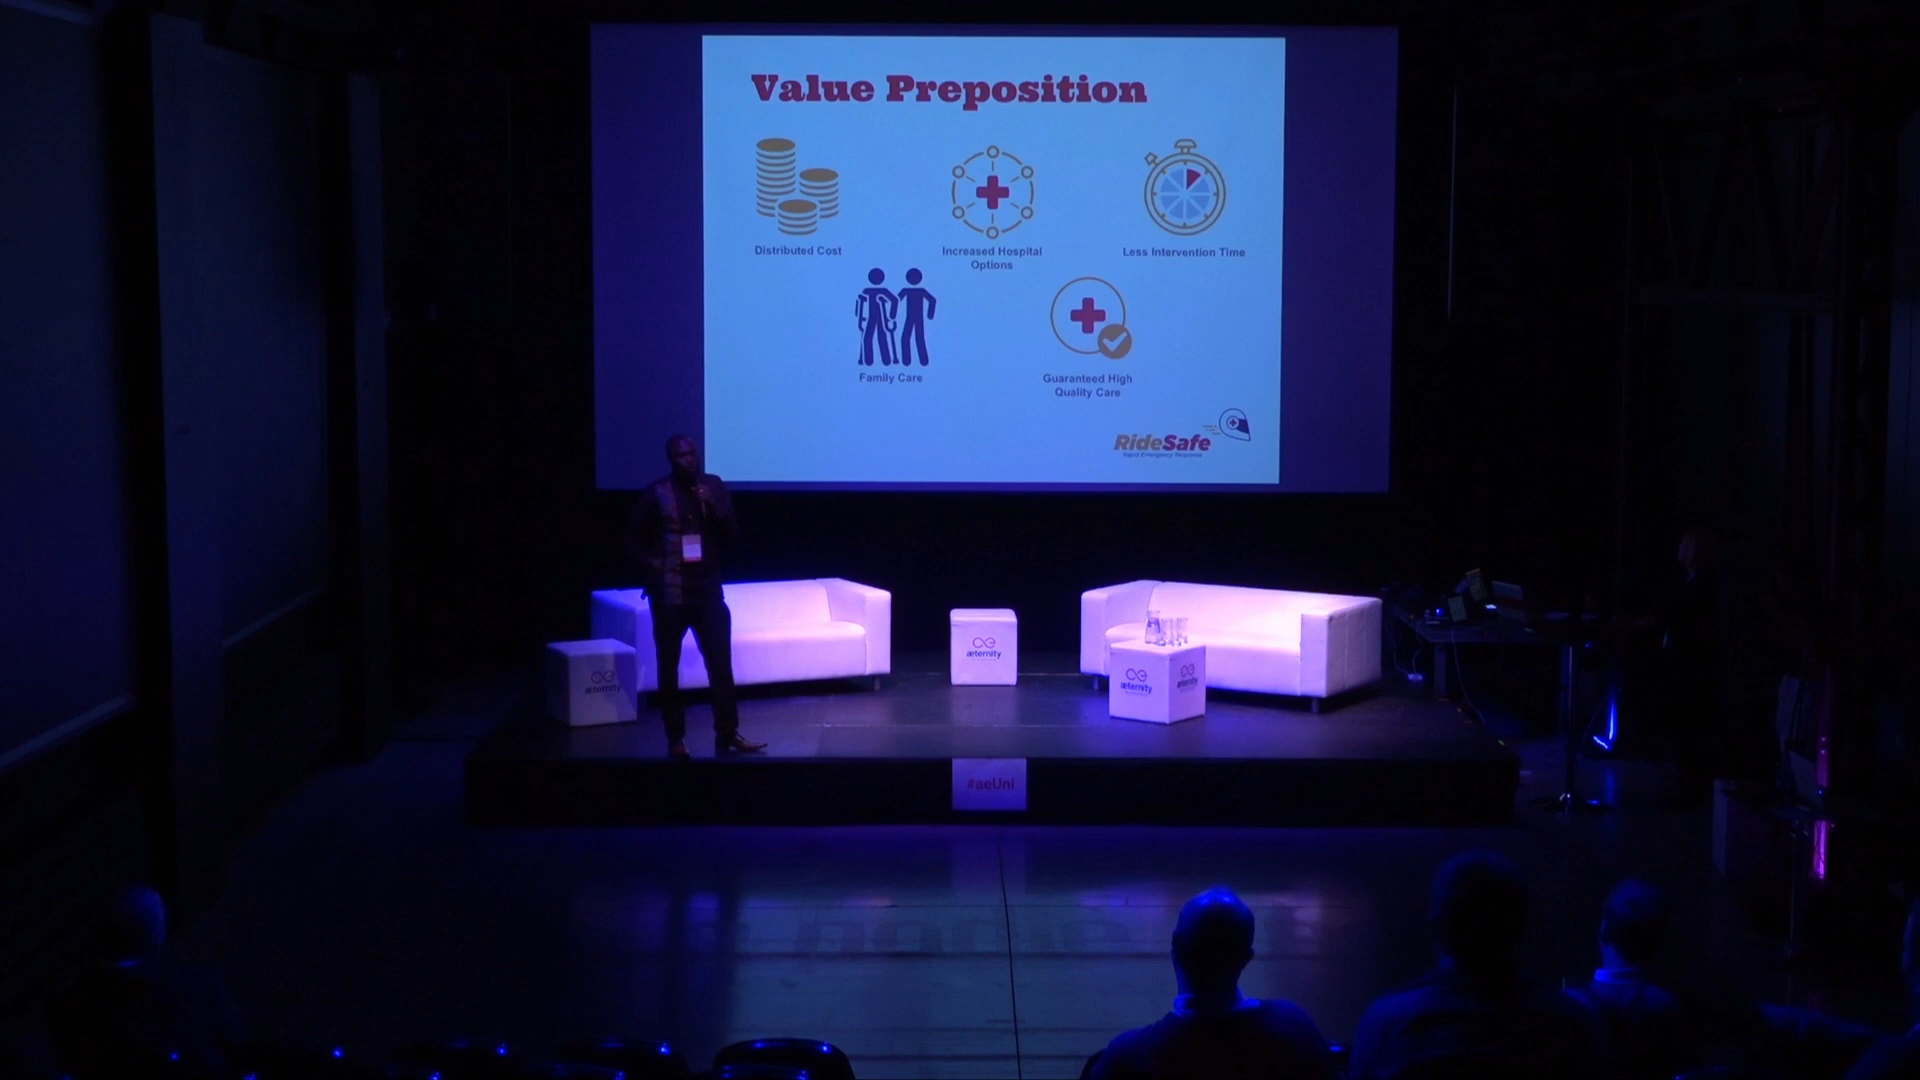 Value Preposition
Distributed Cost
Increased Hospital
Options
Less Intervention Time
Family Care
Guaranteed High
Quality Care
RideSafe
Rapid Emergency Response
æternity
æternity
æternity
æternity
#aeUni